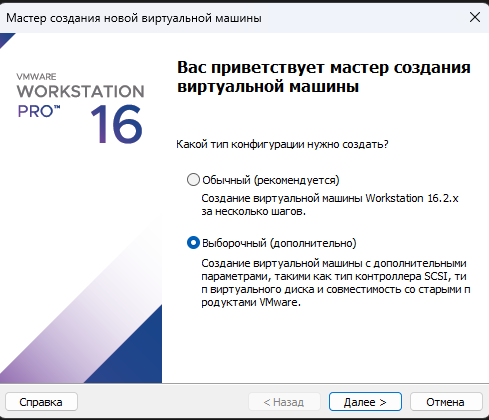 Мастер создания новой виртуальной машины
VMWARE
WORKSTATION
PRO™
16
Вас приветствует мастер создания
виртуальной машины
Какой тип конфигурации нужно создать?
Обычный (рекомендуется)
Создание виртуальной машины Workstation 16.2.x
за несколько шагов.
Выборочный (дополнительно)
Создание виртуальной машины с дополнительными
параметрами, такими как тип контроллера SCSI, ти
п виртуального диска и совместимость со старыми п
родуктами VMware.
Справка
< Назад
Далее >
Отмена